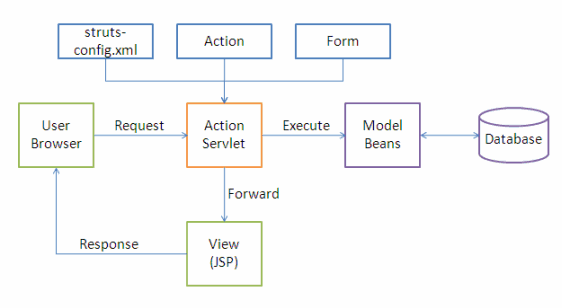 struts-
config.xml
Action
Form
User
Browser
Request
Action
Servlet
Execute
Model
Beans
Database
Forward
Response
View
(JSP)